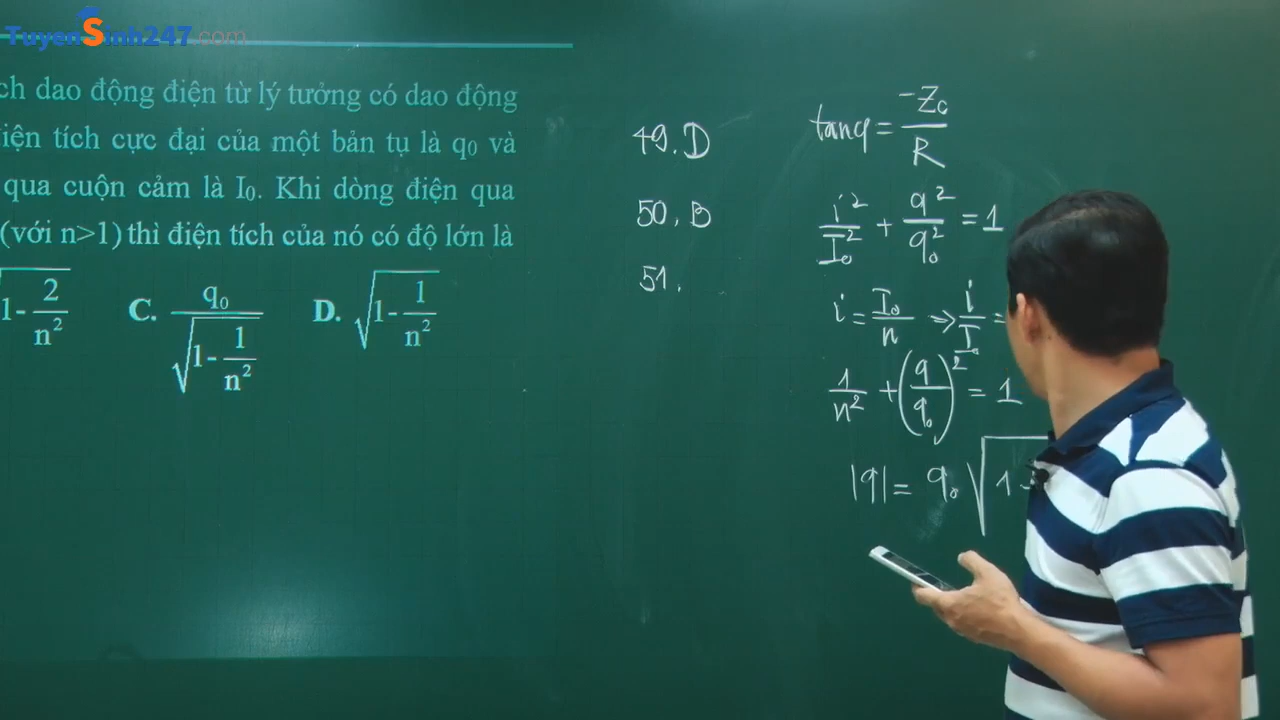 TuyenSinh247.com
ch dao động điện từ lý tưởng có dao động
iện tích cực đại của một bản tụ là q₀ và
qua cuộn cảm là I₀. Khi dòng điện qua
(với n>1) thì điện tích của nó có độ lớn là
√(1-2/n²) C. q₀/√(1-1/n²) D. √(1-1/n²)
49. D
50. B
51.
tanφ = -Z_C/R
i²/I₀² + q²/q₀² = 1
i = I₀/n => i/I₀ =
1/n² + (q/q₀)² = 1
|q| = q₀ √1 -